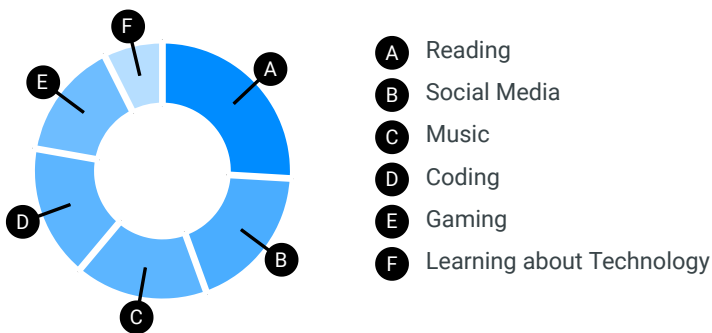 F
A
E
D
B
C
A Reading
B Social Media
C Music
D Coding
E Gaming
F Learning about Technology